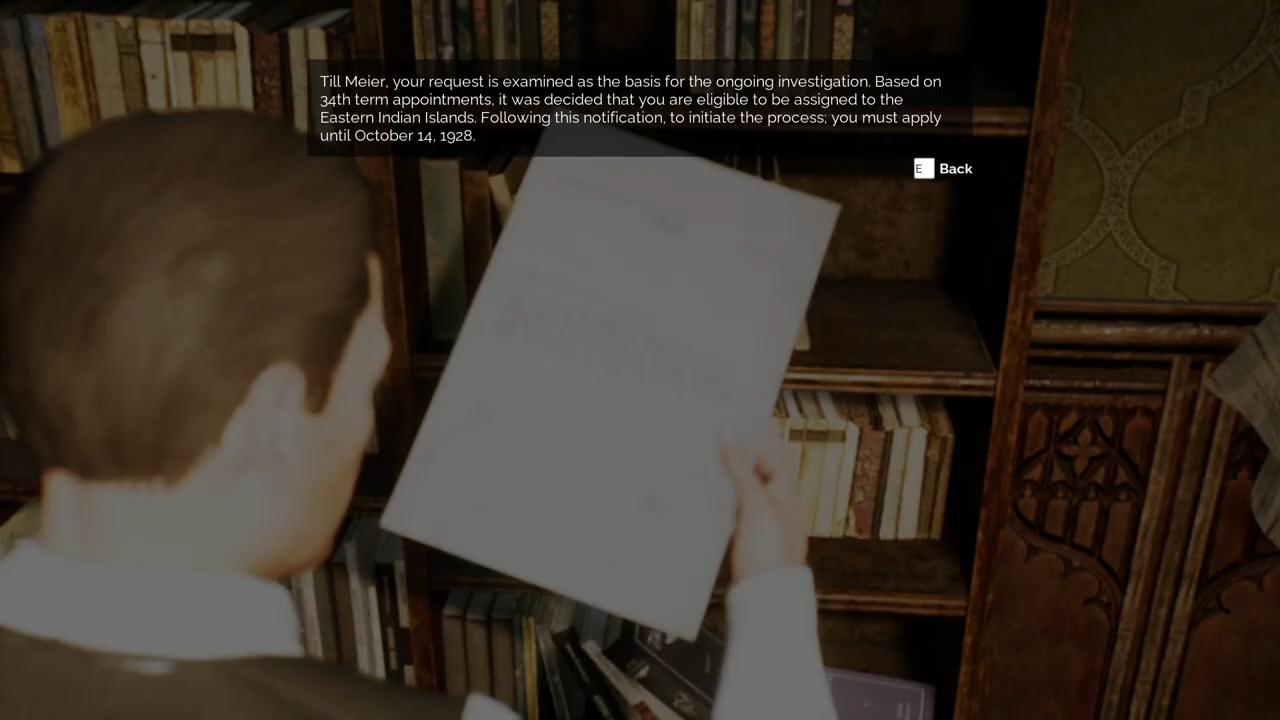 Till Meier, your request is examined as the basis for the ongoing investigation. Based on
34th term appointments, it was decided that you are eligible to be assigned to the
Eastern Indian Islands. Following this notification, to initiate the process; you must apply
until October 14, 1928.
E Back